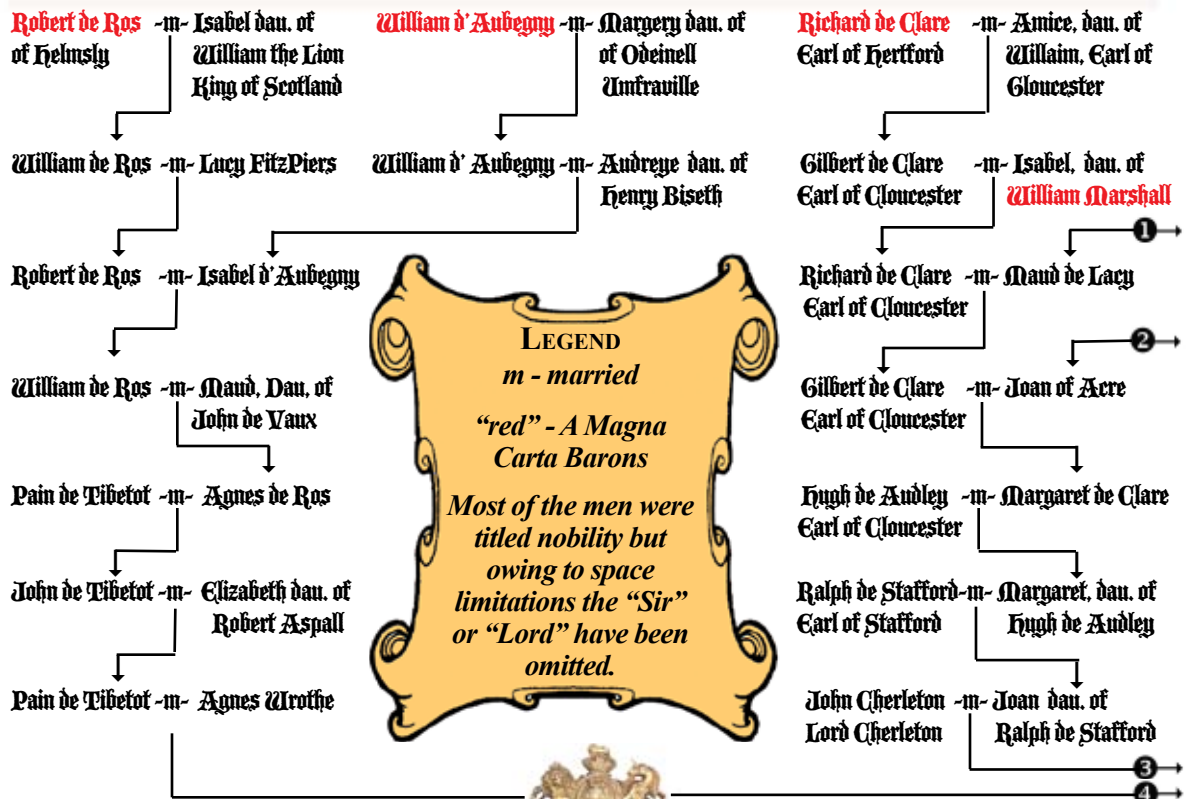 Robert de Ros -m- Isabel dau. of
of Helmsly William the Lion
King of Scotland
William de Ros -m- Lucy FitzPiers
Robert de Ros -m- Isabel d'Aubegny
William de Ros -m- Maud, Dau, of
John de Vaux
Pain de Tibetot -m- Agnes de Ros
John de Tibetot -m- Elizabeth dau. of
Robert Aspall
Pain de Tibetot -m- Agnes Wrothe
William d'Aubegny -m- Margery dau. of
of Odeinell
Umfraville
William d' Aubegny -m- Audreye dau. of
Henry Biseth
LEGEND
m - married
“red” - A Magna
Carta Barons
Most of the men were
titled nobility but
owing to space
limitations the “Sir”
or “Lord” have been
omitted.
Richard de Clare -m- Amice, dau. of
Earl of Hertford Willaim, Earl of
Gloucester
Gilbert de Clare -m- Isabel, dau. of
Earl of Cloucester William Marshall
1
Richard de Clare -m- Maud de Lacy
Earl of Cloucester
2
Gilbert de Clare -m- Joan of Acre
Earl of Cloucester
Hugh de Audley -m- Margaret de Clare
Earl of Cloucester
Ralph de Stafford-m- Margaret, dau. of
Earl of Stafford Hugh de Audley
John Cherleton -m- Joan dau. of
Lord Cherleton Ralph de Stafford
3
4